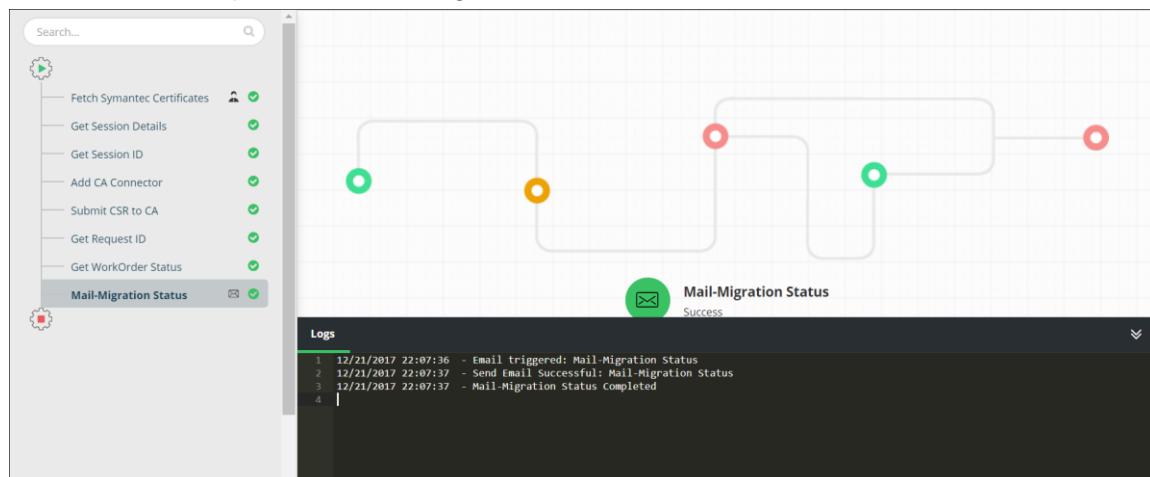 Search...
Fetch Symantec Certificates
Get Session Details
Get Session ID
Add CA Connector
Submit CSR to CA
Get Request ID
Get WorkOrder Status
Mail-Migration Status
Mail-Migration Status
Success
Logs
1 12/21/2017 22:07:36 - Email triggered: Mail-Migration Status
2 12/21/2017 22:07:37 - Send Email Successful: Mail-Migration Status
3 12/21/2017 22:07:37 - Mail-Migration Status Completed
4